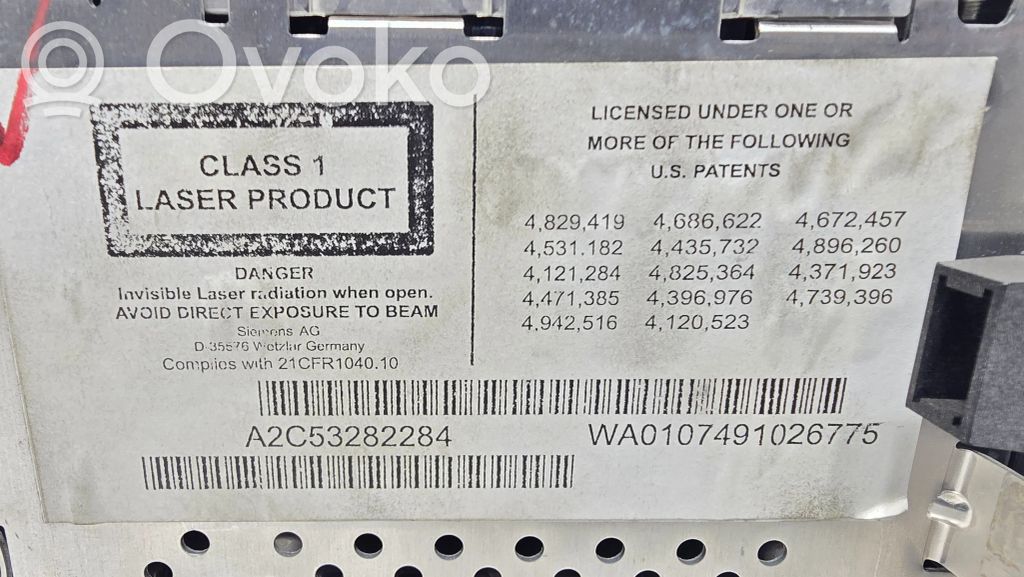 Ovoko
CLASS 1
LASER PRODUCT
DANGER
Invisible Laser radiation when open.
AVOID DIRECT EXPOSURE TO BEAM
Siemens AG
D-35576 Wetzlar Germany
Complies with 21CFR1040.10
LICENSED UNDER ONE OR
MORE OF THE FOLLOWING
U.S. PATENTS
4,829,419 4,686,622 4,672,457
4,531,182 4,435,732 4,896,260
4,121,284 4,825,364 4,371,923
4,471,385 4,396,976 4,739,396
4,942,516 4,120,523
A2C53282284 WA0107491026775